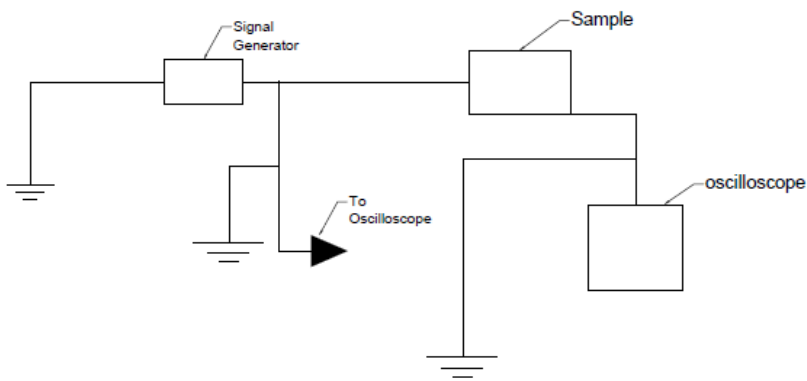 Signal
Generator
Sample
To
Oscilloscope
oscilloscope